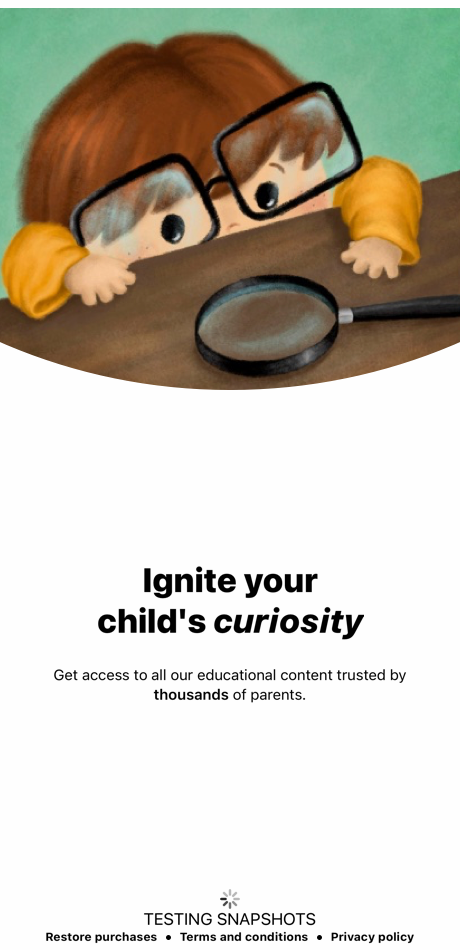 Ignite your
child's curiosity
Get access to all our educational content trusted by
thousands of parents.
TESTING SNAPSHOTS
Restore purchases • Terms and conditions • Privacy policy